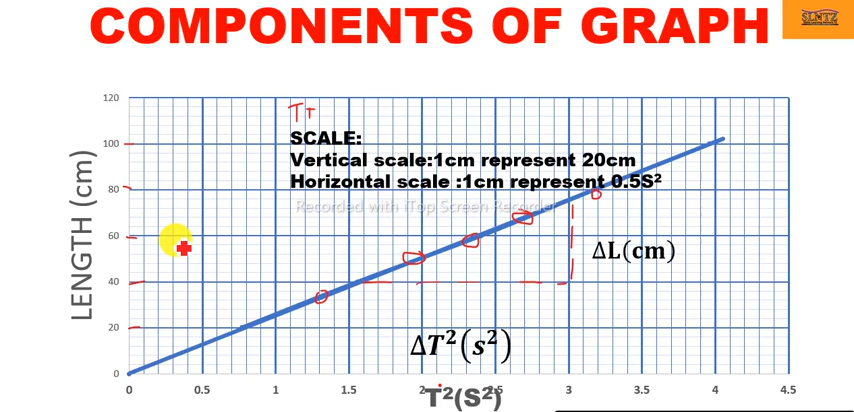 COMPONENTS OF GRAPH
120
Tr
SCALE:
100
Vertical scale:1cm represent 20cm
Horizontal scale :1cm represent 0.5S²
80
Recorded with iTop Screen Recorder
60
ΔL(cm)
LENGTH (cm)
40
20
ΔT²(s²)
0
0 0.5 1 1.5 2 2.5 3 3.5 4 4.5
T²(S²)